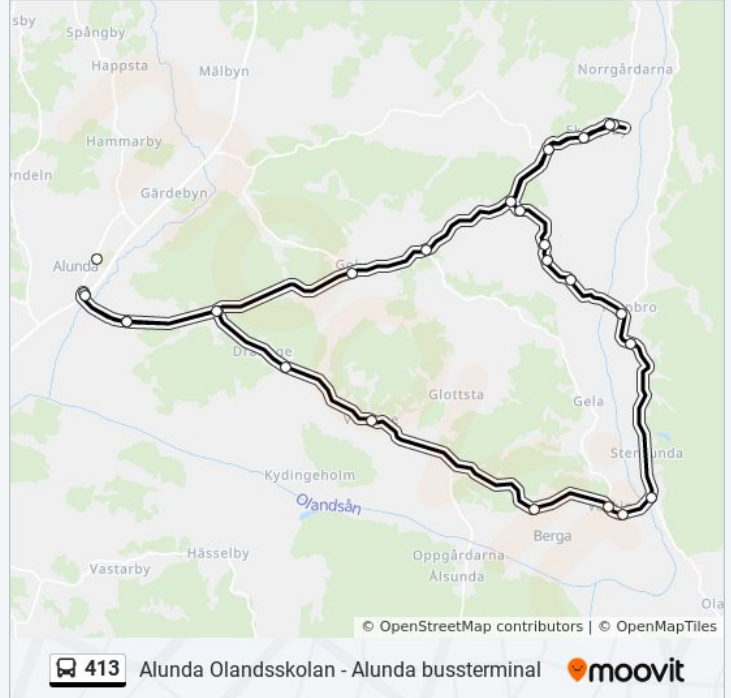 sby
Spångby
Happsta
Mälbyn
Norrgårdarna
Hammarby
yndeln
Gärdebyn
Alunda
Glottsta
Gela
Kydingeholm
Olandsån
Berga
Oppgårdarna
Ålsunda
Hässelby
Vastarby
Ola
© OpenStreetMap contributors | © OpenMapTiles
413 Alunda Olandsskolan - Alunda bussterminal moovit